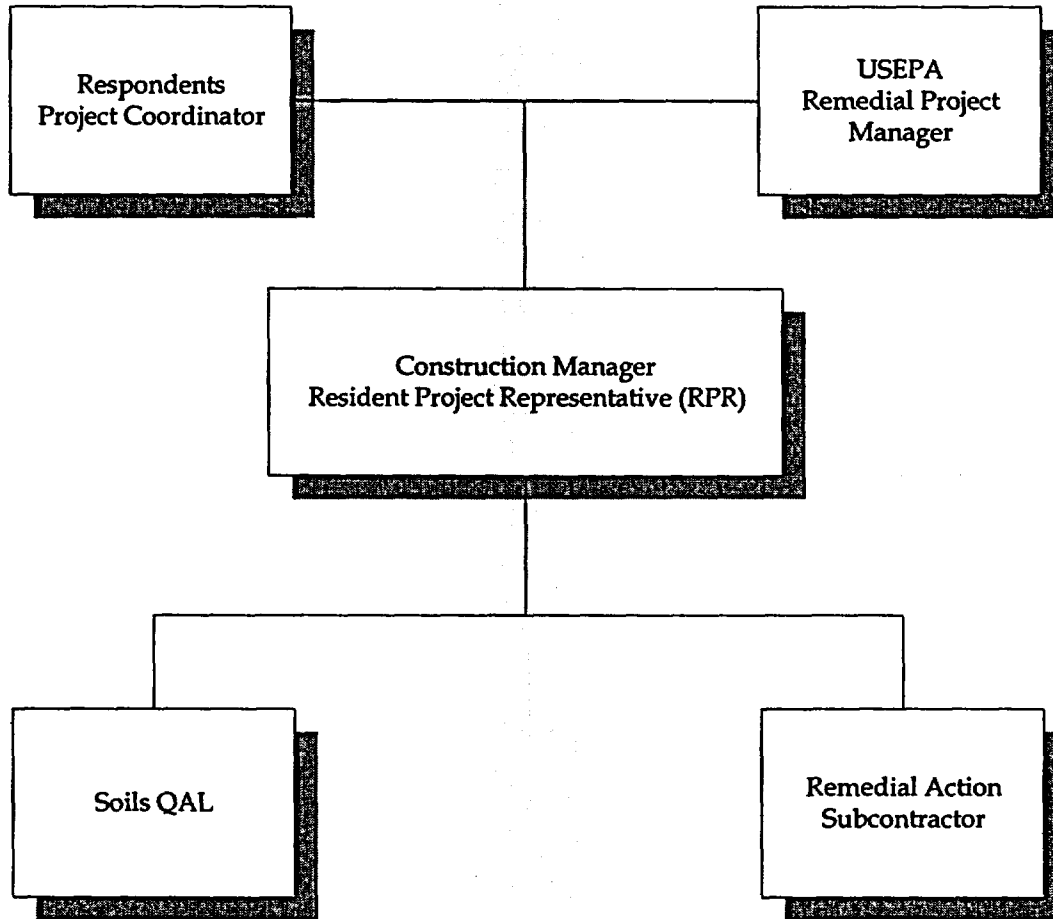 Respondents
Project Coordinator
USEPA
Remedial Project
Manager
Construction Manager
Resident Project Representative (RPR)
Soils QAL
Remedial Action
Subcontractor